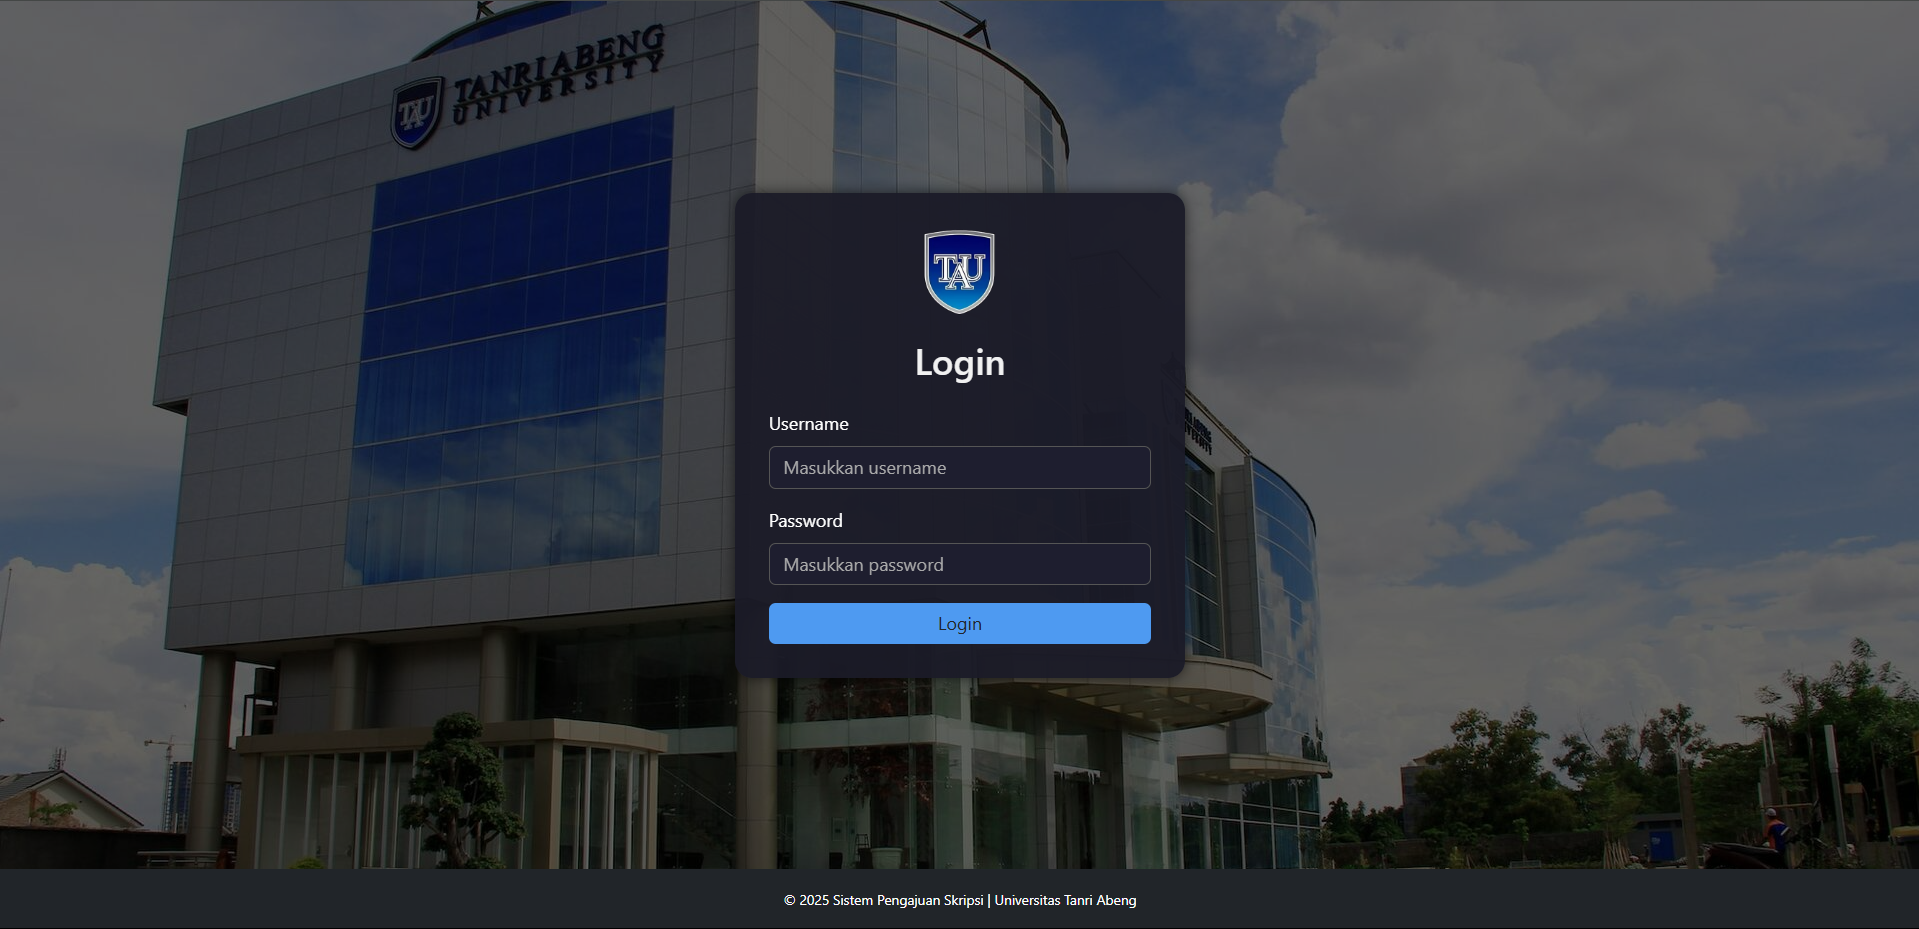 TANRI ABENG
UNIVERSITY
TAU
TAU
Login
Username
Masukkan username
Password
Masukkan password
Login
© 2025 Sistem Pengajuan Skripsi | Universitas Tanri Abeng